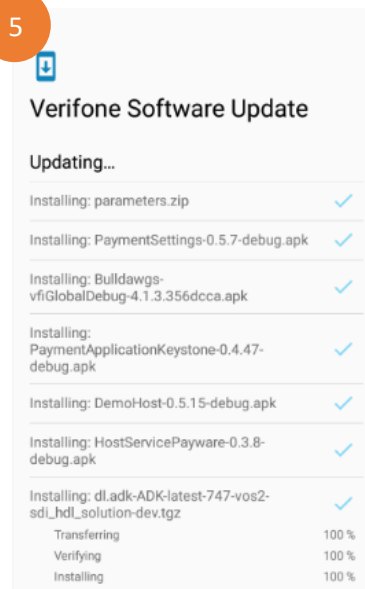 5
Verifone Software Update
Updating...
Installing: parameters.zip
Installing: PaymentSettings-0.5.7-debug.apk
Installing: Bulldawgs-
vfiGlobalDebug-4.1.3.356dcca.apk
Installing:
PaymentApplicationKeystone-0.4.47-
debug.apk
Installing: DemoHost-0.5.15-debug.apk
Installing: HostServicePayware-0.3.8-
debug.apk
Installing: dl.adk-ADK-latest-747-vos2-
sdi_hdl_solution-dev.tgz
Transferring 100 %
Verifying 100 %
Installing 100 %